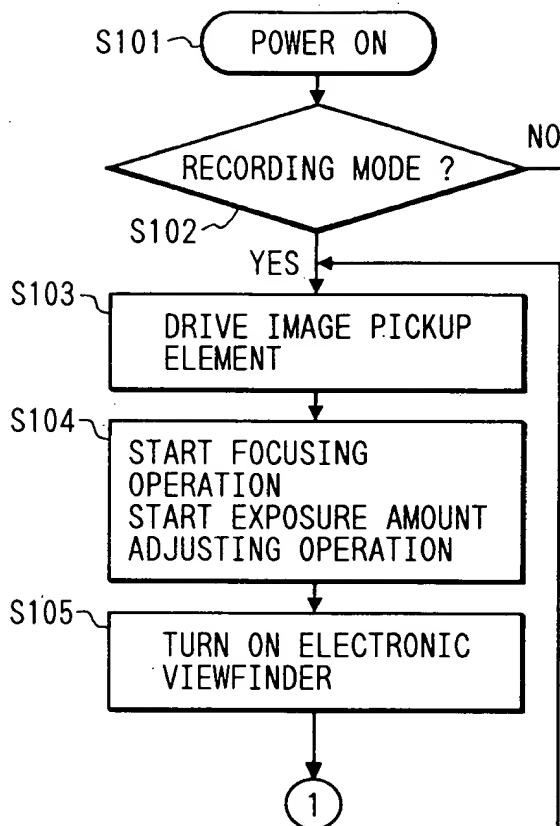 S101 POWER ON
NO
RECORDING MODE ?
S102
YES
S103
DRIVE IMAGE PICKUP
ELEMENT
S104
START FOCUSING
OPERATION
START EXPOSURE AMOUNT
ADJUSTING OPERATION
S105
TURN ON ELECTRONIC
VIEWFINDER
1